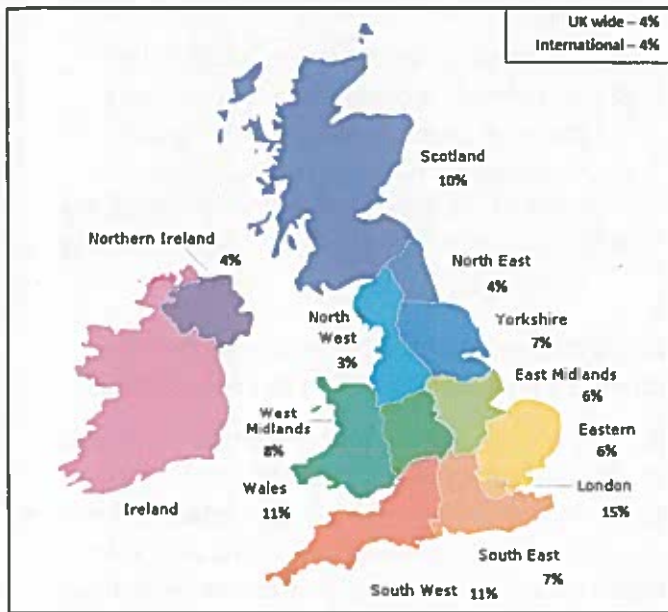 UK wide – 4%
International – 4%
Scotland
10%
Northern Ireland
4%
North East
4%
North
West
3%
Yorkshire
7%
East Midlands
6%
West
Midlands
8%
Eastern
6%
Wales
11%
Ireland
London
15%
South East
7%
South West 11%